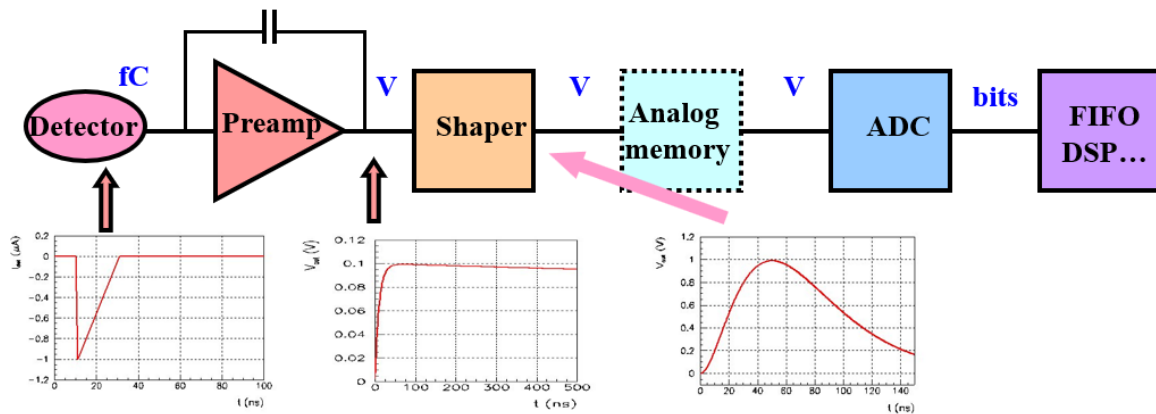 fC
V
V
V
bits
Detector
Preamp
Shaper
Analog
memory
ADC
FIFO
DSP…
0.2
0
−0.2
−0.4
−0.6
−0.8
−1
−1.2
0 20 40 60 80 100
t (ns)
V out (V)
0.12
0.1
0.08
0.06
0.04
0.02
0
0 100 200 300 400 500
t (ns)
V out (V)
1.2
1
0.8
0.6
0.4
0.2
0
0 20 40 60 80 100 120 140
t (ns)